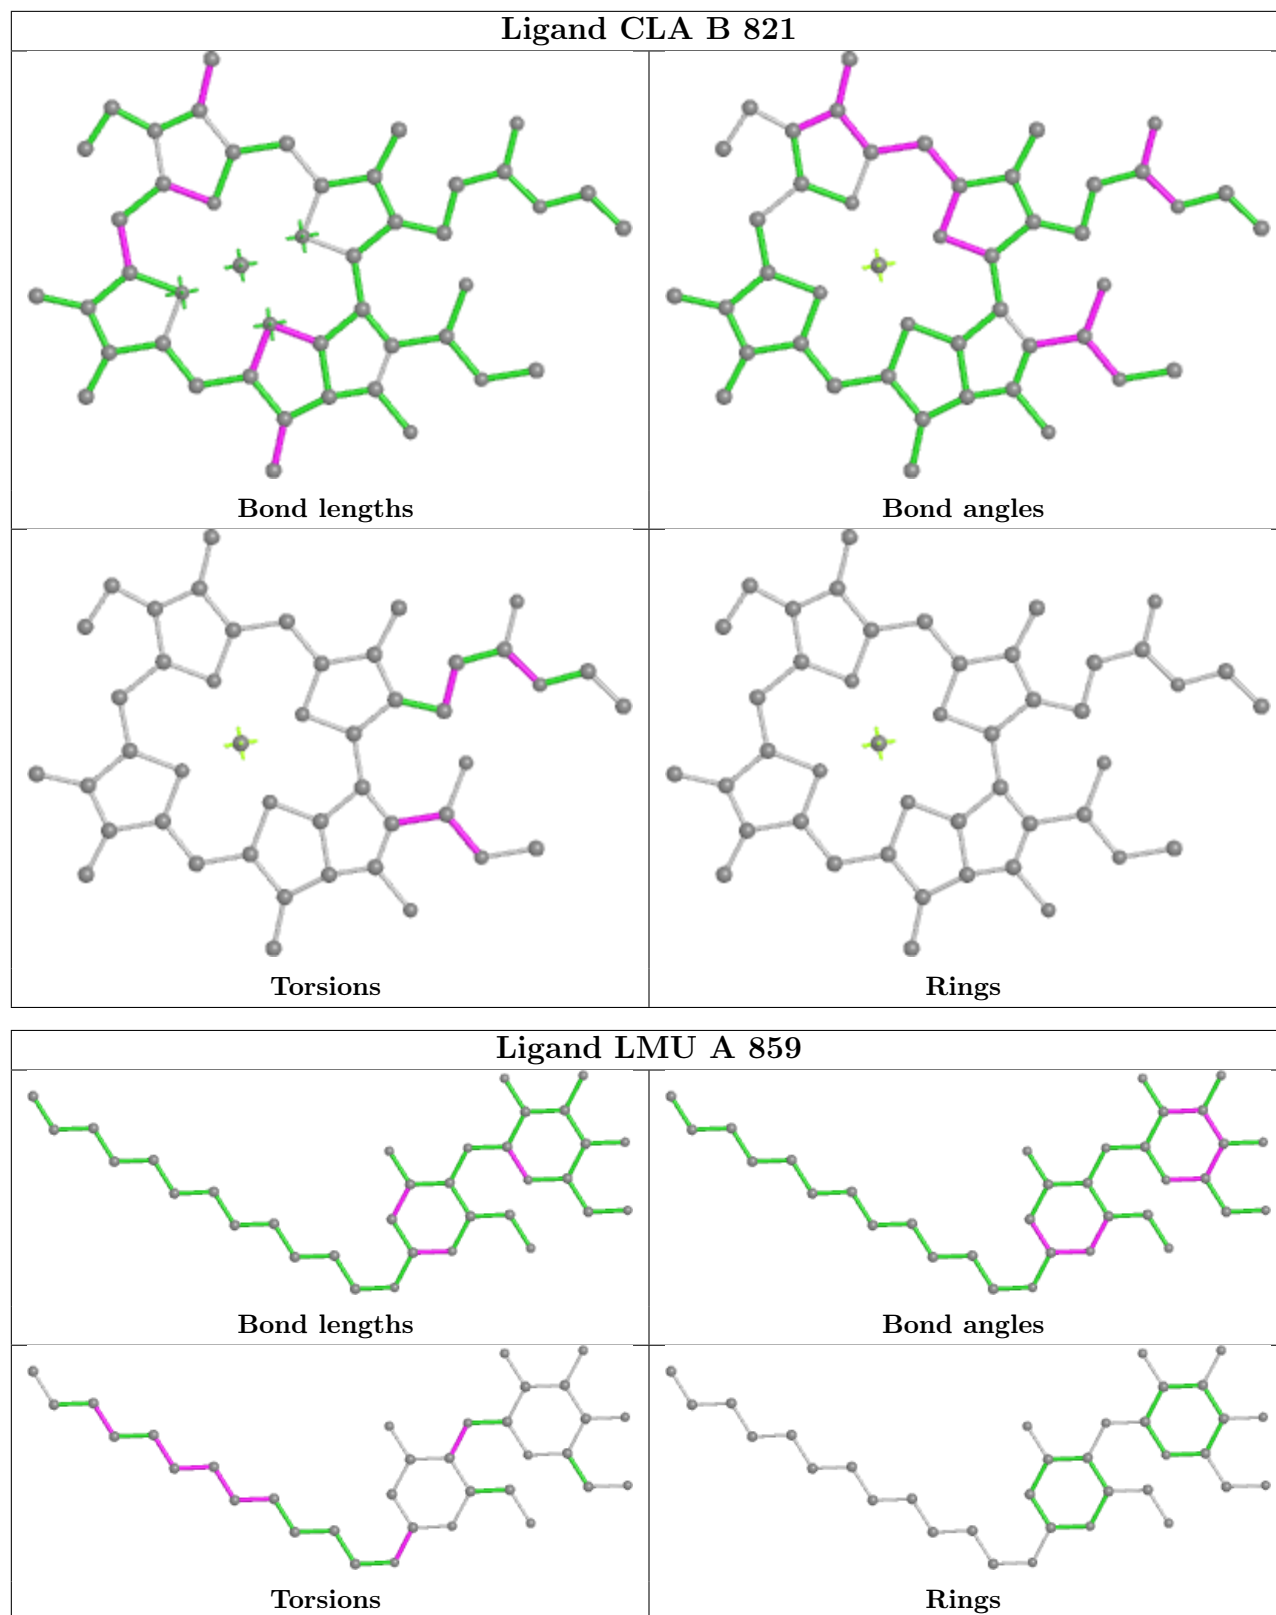 Ligand CLA B 821
Bond lengths
Bond angles
Torsions
Rings
Ligand LMU A 859
Bond lengths
Bond angles
Torsions
Rings